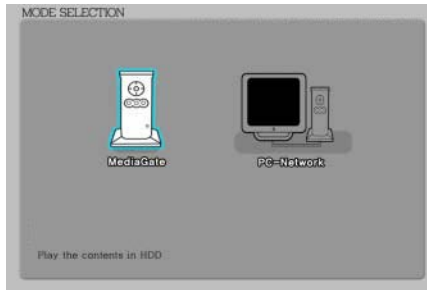 MODE SELECTION
MediaGate
PC-Network
Play the contents in HDD